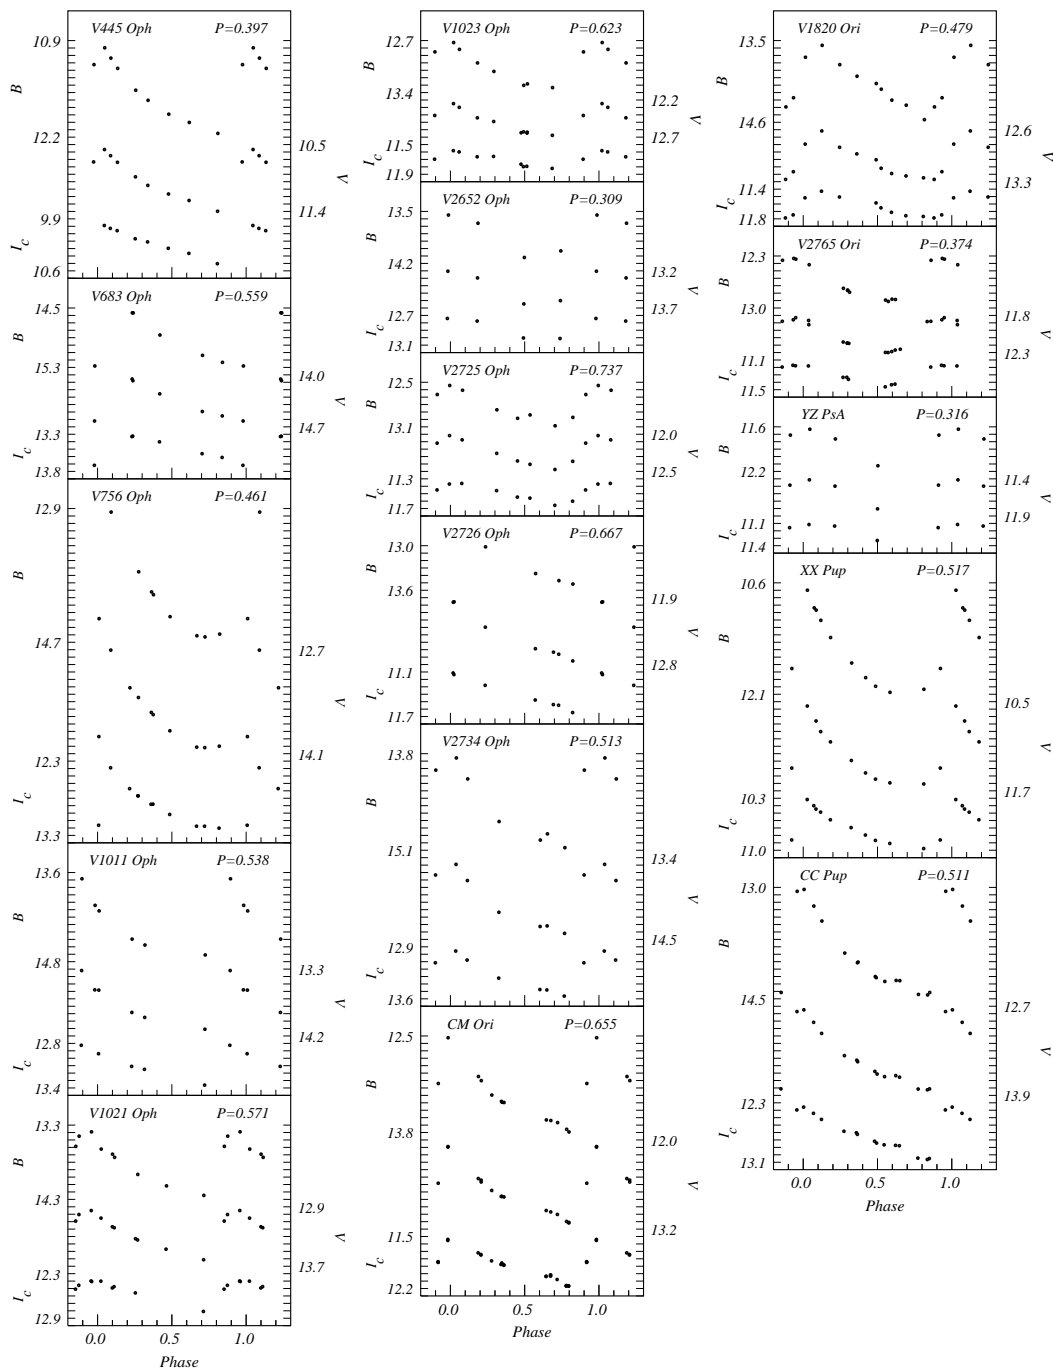 V445 Oph P=0.397
10.9
B
12.2
10.5
V
11.4
9.9
I_c
10.6
V683 Oph P=0.559
14.5
B
15.3
14.0
V
14.7
13.3
I_c
13.8
V756 Oph P=0.461
12.9
B
14.7
12.7
V
14.1
12.3
I_c
13.3
V1011 Oph P=0.538
13.6
B
14.8
13.3
V
14.2
12.8
I_c
13.4
V1021 Oph P=0.571
13.3
B
14.3
12.9
V
13.7
12.3
I_c
12.9
0.0 0.5 1.0
Phase
V1023 Oph P=0.623
12.7
B
13.4
12.2
V
12.7
11.5
I_c
11.9
V2652 Oph P=0.309
13.5
B
14.2
13.2
V
13.7
12.7
I_c
13.1
V2725 Oph P=0.737
12.5
B
13.1
12.0
V
12.5
11.3
I_c
11.7
V2726 Oph P=0.667
13.0
B
13.6
11.9
V
12.8
11.1
I_c
11.7
V2734 Oph P=0.513
13.8
B
15.1
13.4
V
14.5
12.9
I_c
13.6
CM Ori P=0.655
12.5
B
13.8
12.0
V
13.2
11.5
I_c
12.2
0.0 0.5 1.0
Phase
V1820 Ori P=0.479
13.5
B
14.6
12.6
V
13.3
11.4
I_c
11.8
V2765 Ori P=0.374
12.3
B
13.0
11.8
V
12.3
11.1
I_c
11.5
YZ PsA P=0.316
11.6
B
12.2
11.4
V
11.9
11.1
I_c
11.4
XX Pup P=0.517
10.6
B
12.1
10.5
V
11.7
10.3
I_c
11.0
CC Pup P=0.511
13.0
B
14.5
12.7
V
13.9
12.3
I_c
13.1
0.0 0.5 1.0
Phase